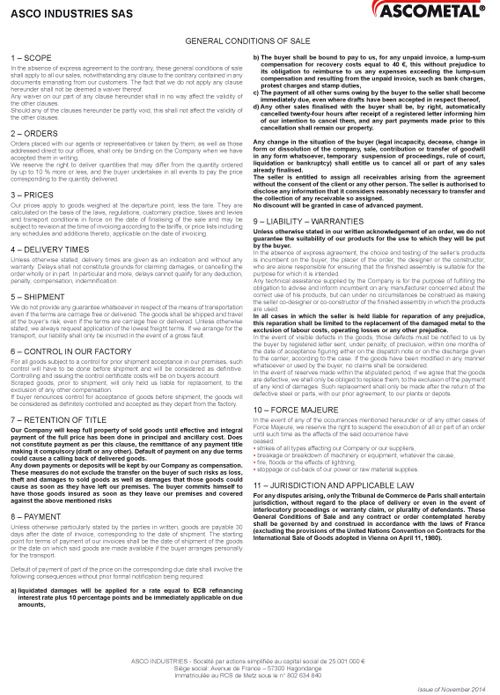 ASCO INDUSTRIES SAS
ASCOMETAL®
GENERAL CONDITIONS OF SALE
1 – SCOPE
In the absence of express agreement to the contrary, these general conditions of sale
shall apply to all our sales, notwithstanding any clause to the contrary contained in any
documents emanating from our customers. The fact that we do not apply any clause
hereunder shall not be deemed a waiver thereof.
Any waiver on our part of any clause hereunder shall in no way affect the validity of
the other clauses.
Should any of the clauses hereunder be partly void, this shall not affect the validity of
the other clauses.
2 – ORDERS
Orders placed with our agents or representatives or taken by them, as well as those
addressed direct to our offices, shall only be binding on the Company when we have
accepted them in writing.
We reserve the right to deliver quantities that may differ from the quantity ordered
by up to 10 % more or less, and the buyer undertakes in all events to pay the price
corresponding to the quantity delivered.
3 – PRICES
Our prices apply to goods weighed at the departure point, less the tare. They are
calculated on the basis of the laws, regulations, customary practice, taxes and levies
and transport conditions in force on the date of finalising of the sale and may be
subject to revision at the time of invoicing according to the tariffs, or price lists including
any schedules and additions thereto, applicable on the date of invoicing.
4 – DELIVERY TIMES
Unless otherwise stated, delivery times are given as an indication and without any
warranty. Delays shall not constitute grounds for claiming damages, or cancelling the
order wholly or in part. In particular and more, delays cannot qualify for any deduction,
penalty, compensation, indemnification.
5 – SHIPMENT
We do not provide any guarantee whatsoever in respect of the means of transportation
even if the terms are carriage free or delivered. The goods shall be shipped and travel
at the buyer's risk, even if the terms are carriage free or delivered. Unless otherwise
stated, we always request application of the lowest freight terms. If we arrange for the
transport, our liability shall only be incurred in the event of a gross fault.
6 – CONTROL IN OUR FACTORY
For all goods subject to a control for prior shipment acceptance in our premises, such
control will have to be done before shipment and will be considered as definitive.
Controlling and issuing the control certificate costs will be on buyers account.
Scraped goods, prior to shipment, will only held us liable for replacement, to the
exclusion of any other compensation.
If buyer renounces control for acceptance of goods before shipment, the goods will
be considered as definitely controlled and accepted as they depart from the factory.
7 – RETENTION OF TITLE
Our Company will keep full property of sold goods until effective and integral
payment of the full price has been done in principal and ancillary cost. Does
not constitute payment as per this clause, the remittance of any payment title
making it compulsory (draft or any other). Default of payment on any due terms
could cause a calling back of delivered goods.
Any down payments or deposits will be kept by our Company as compensation.
These measures do not exclude the transfer on the buyer of such risks as loss,
theft and damages to sold goods as well as damages that those goods could
cause as soon as they have left our premises. The buyer commits himself to
have those goods insured as soon as they leave our premises and covered
against the above mentioned risks
8 – PAYMENT
Unless otherwise particularly stated by the parties in written, goods are payable 30
days after the date of invoice, corresponding to the date of shipment. The starting
point for terms of payment of our invoices shall be the date of shipment of the goods
or the date on which said goods are made available if the buyer arranges personally
for the transport.
Default of payment of part of the price on the corresponding due date shall involve the
following consequences without prior formal notification being required:
a) liquidated damages will be applied for a rate equal to ECB refinancing
interest rate plus 10 percentage points and be immediately applicable on due
amounts,
b) The buyer shall be bound to pay to us, for any unpaid invoice, a lump-sum
compensation for recovery costs equal to 40 €, this without prejudice to
its obligation to reimburse to us any expenses exceeding the lump-sum
compensation and resulting from the unpaid invoice, such as bank charges,
protest charges and stamp duties,
c) The payment of all other sums owing by the buyer to the seller shall become
immediately due, even where drafts have been accepted in respect thereof,
d) Any other sales finalised with the buyer shall be, by right, automatically
cancelled twenty-four hours after receipt of a registered letter informing him
of our intention to cancel them, and any part payments made prior to this
cancellation shall remain our property.
Any change in the situation of the buyer (legal incapacity, decease, change in
form or dissolution of the company, sale, contribution or transfer of goodwill
in any form whatsoever, temporary suspension of proceedings, rule of court,
liquidation or bankruptcy) shall entitle us to cancel all or part of any sales
already finalised.
The seller is entitled to assign all receivables arising from the agreement
without the consent of the client or any other person. The seller is authorised to
disclose any information that it considers reasonably necessary to transfer and
the collection of any receivable so assigned.
No discount will be granted in case of advanced payment.
9 – LIABILITY – WARRANTIES
Unless otherwise stated in our written acknowledgement of an order, we do not
guarantee the suitability of our products for the use to which they will be put
by the buyer.
In the absence of express agreement, the choice and testing of the seller's products
is incumbent on the buyer, the placer of the order, the designer or the constructor,
who are alone responsible for ensuring that the finished assembly is suitable for the
purpose for which it is intended.
Any technical assistance supplied by the Company is for the purpose of fulfilling the
obligation to advise and inform incumbent on any manufacturer concerned about the
correct use of his products, but can under no circumstances be construed as making
the seller co-designer or co-constructor of the finished assembly in which the products
are used.
In all cases in which the seller is held liable for reparation of any prejudice,
this reparation shall be limited to the replacement of the damaged metal to the
exclusion of labour costs, operating losses or any other prejudice.
In the event of visible defects in the goods, those defects must be notified to us by
the buyer by registered letter sent, under penalty, of preclusion, within one months of
the date of acceptance figuring either on the dispatch note or on the discharge given
to the carrier, according to the case. If the goods have been modified in any manner
whatsoever or used by the buyer, no claims shall be considered.
In the event of reserves made within the stipulated period, if we agree that the goods
are defective, we shall only be obliged to replace them, to the exclusion of the payment
of any kind of damages. Such replacement shall only be made after the return of the
defective steel or parts, with our prior agreement, to our plants or depots.
10 – FORCE MAJEURE
In the event of any of the occurrences mentioned hereunder or of any other cases of
Force Majeure, we reserve the right to suspend the execution of all or part of an order
until such time as the effects of the said occurrence have
ceased:
• strikes of all types affecting our Company or our suppliers,
• breakage or breakdown of machinery or equipment, whatever the cause,
• fire, floods or the effects of lightning,
• stoppage or cut-back of our power or raw material supplies.
11 – JURISDICTION AND APPLICABLE LAW
For any disputes arising, only the Tribunal de Commerce de Paris shall entertain
jurisdiction, without regard to the place of delivery or even in the event of
interlocutory proceedings or warranty claim, or plurality of defendants. These
General Conditions of Sale and any contract or order contemplated hereby
shall be governed by and construed in accordance with the laws of France
(excluding the provisions of the United Nations Convention on Contracts for the
International Sale of Goods adopted in Vienna on April 11, 1980).
ASCO INDUSTRIES - Société par actions simplifiée au capital social de 25 001 000 €
Siège social: Avenue de France – 57300 Hagondange
Immatriculée au RCS de Metz sous le n° 802 634 840
Issue of November 2014